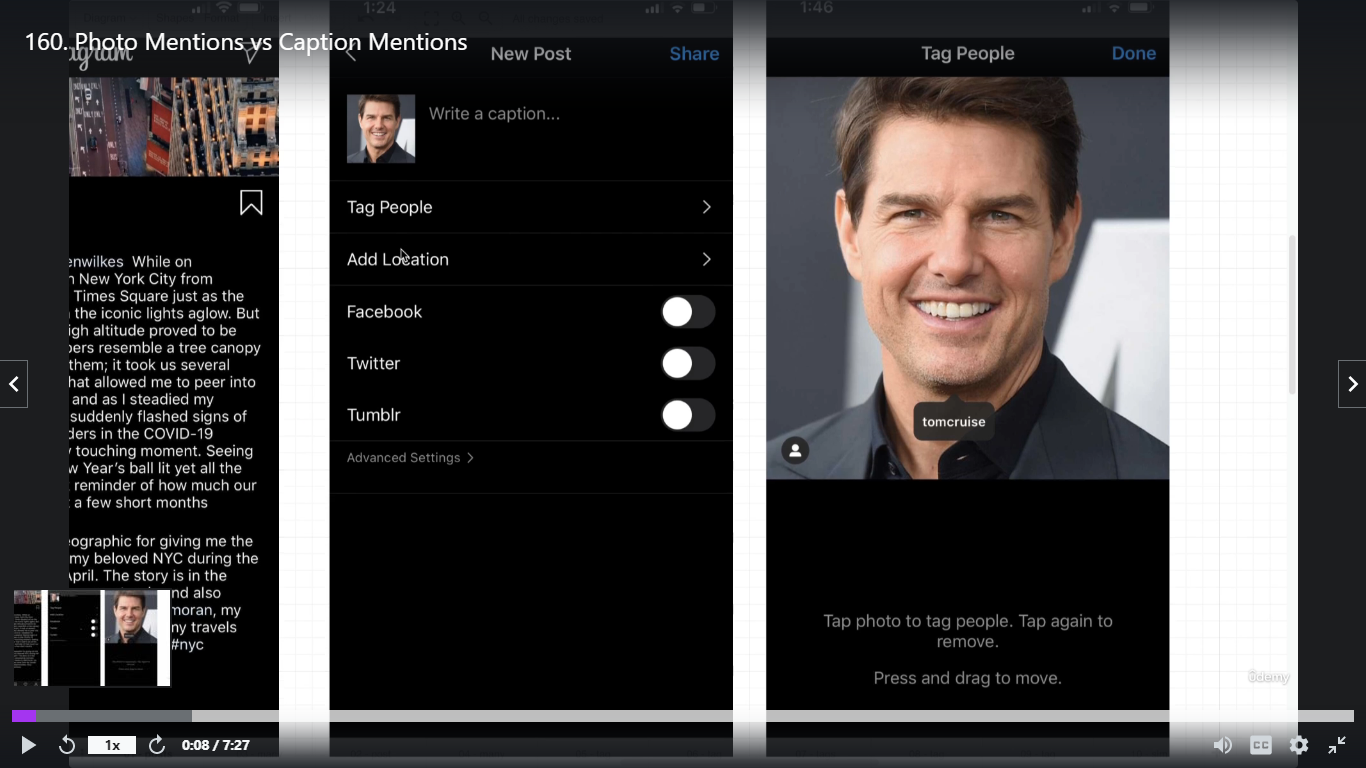 160. Photo Mentions vs Caption Mentions
agram
enwilkes While on
New York City from
Times Square just as the
the iconic lights aglow. But
igh altitude proved to be
pers resemble a tree canopy
them; it took us several
hat allowed me to peer into
and as I steadied my
suddenly flashed signs of
ders in the COVID-19
touching moment. Seeing
w Year's ball lit yet all the
reminder of how much our
a few short months
ographic for giving me the
my beloved NYC during the
April. The story is in the
nd also
moran, my
ny travels
#nyc
1:24
New Post
Share
Write a caption...
Tag People
Add Location
Facebook
Twitter
Tumblr
Advanced Settings
1:46
Tag People
Done
tomcruise
Tap photo to tag people. Tap again to
remove.
Press and drag to move.
ûdemy
1x
0:08 / 7:27
CC